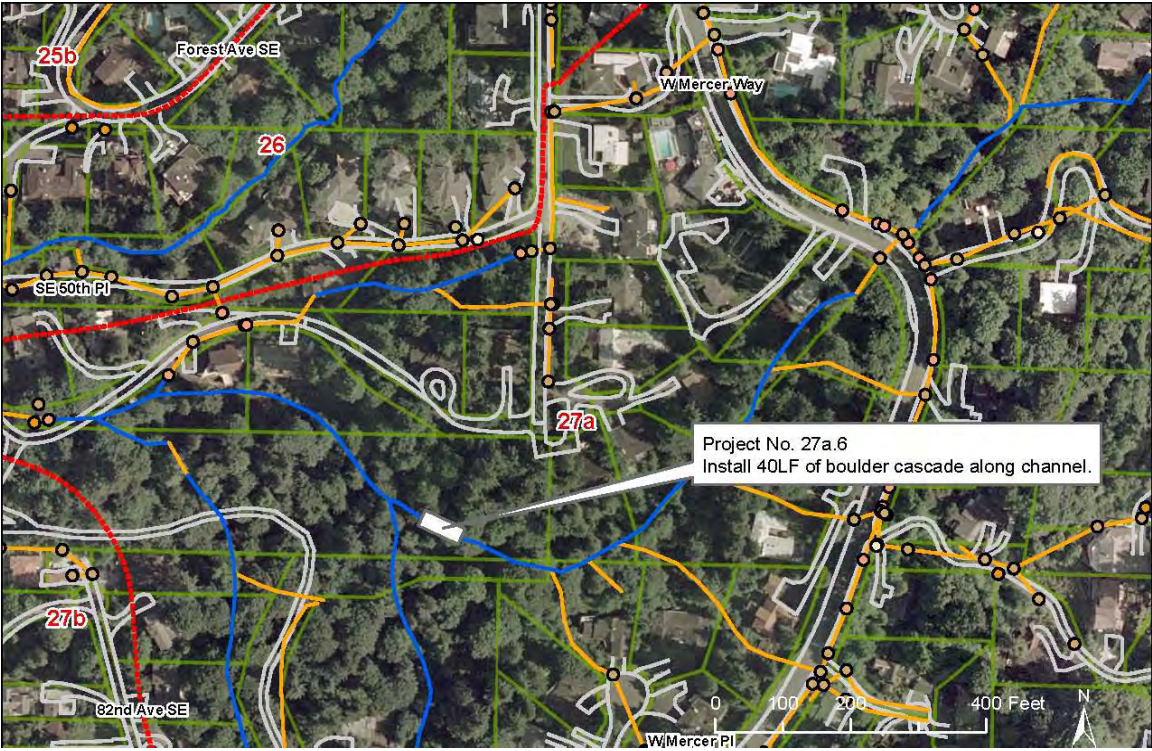 25b
Forest Ave SE
W Mercer Way
26
SE 50th Pl
27a
Project No. 27a.6
Install 40LF of boulder cascade along channel.
27b
82nd Ave SE
0 100 200 400 Feet
N
W Mercer Pl